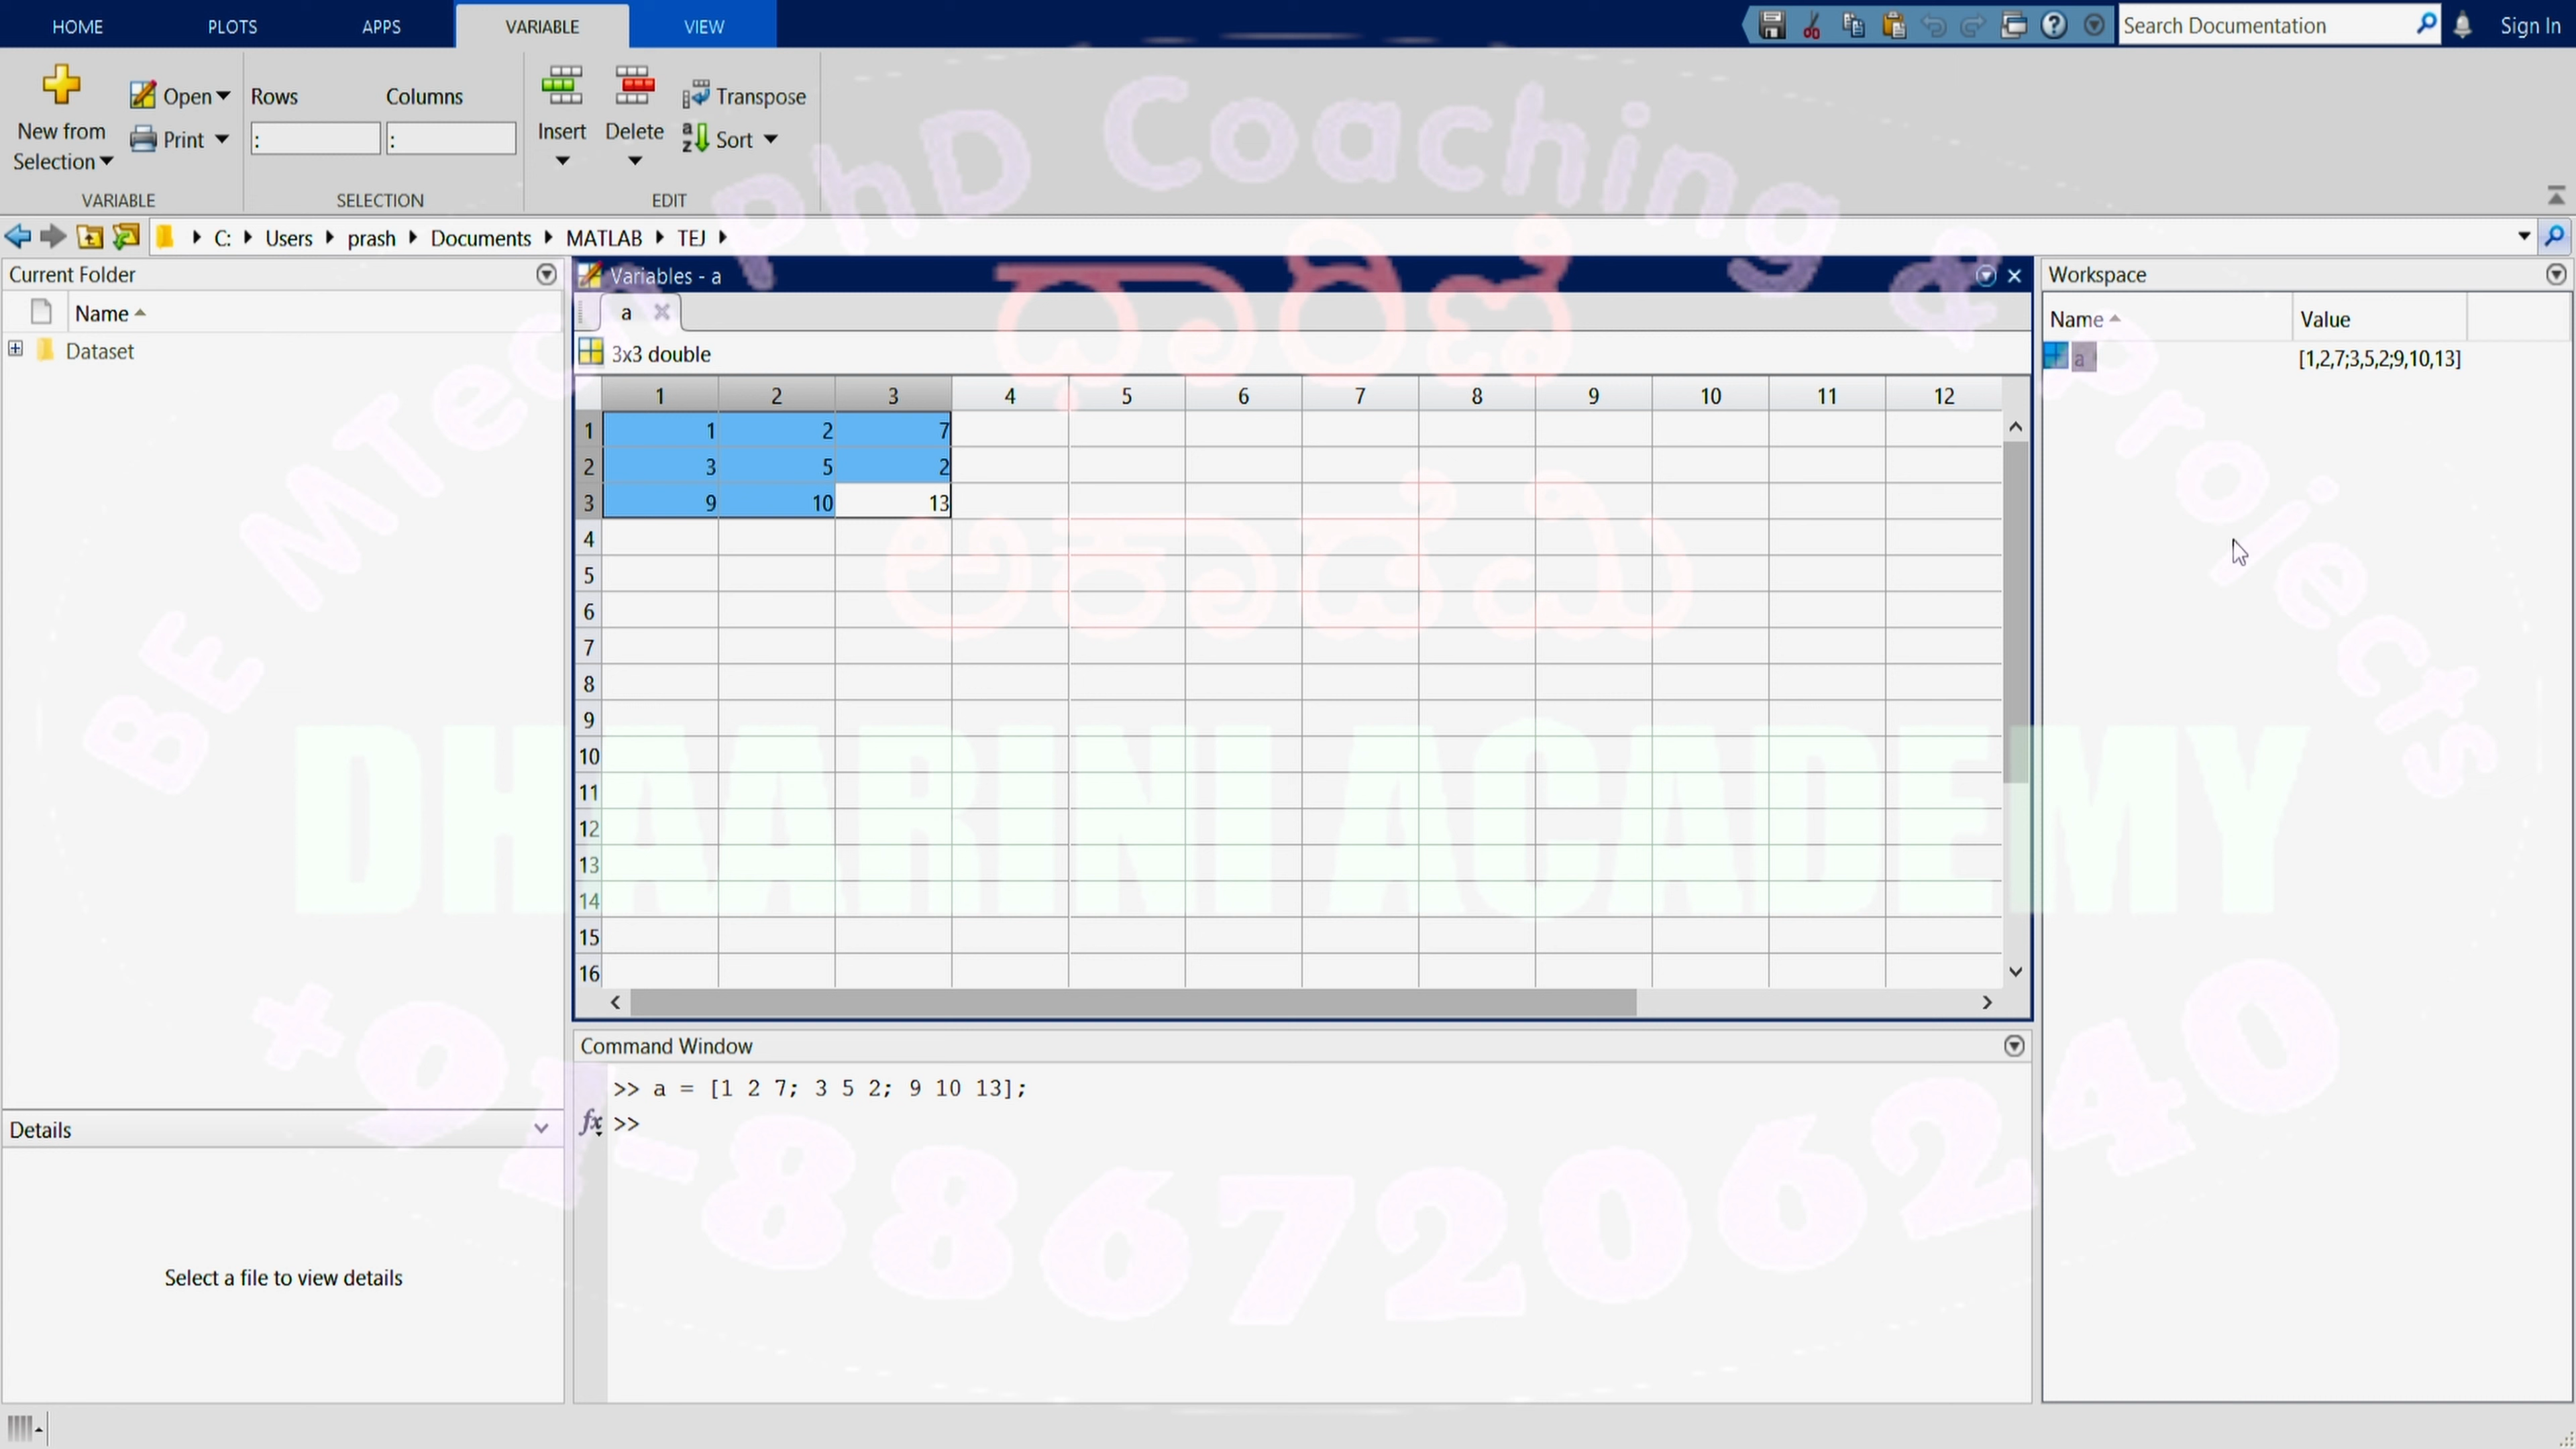 HOME PLOTS APPS VARIABLE VIEW Search Documentation Sign In
New from Selection
Open
Print
VARIABLE
Rows Columns
: :
SELECTION
Insert Delete
Transpose
Sort
EDIT
C: Users prash Documents MATLAB TEJ
Current Folder
Name
Dataset
Details
Select a file to view details
Variables - a
a
3x3 double
1 2 3 4 5 6 7 8 9 10 11 12
1 1 2 7
2 3 5 2
3 9 10 13
4
5
6
7
8
9
10
11
12
13
14
15
16
Command Window
>> a = [1 2 7; 3 5 2; 9 10 13];
fx >>
Workspace
Name Value
a [1,2,7;3,5,2;9,10,13]
BE MTech PhD Coaching & Projects
ಧಾರಿಣಿ
ಅಕಾಡಮಿ
DHAARINI ACADEMY
+91-8867206240